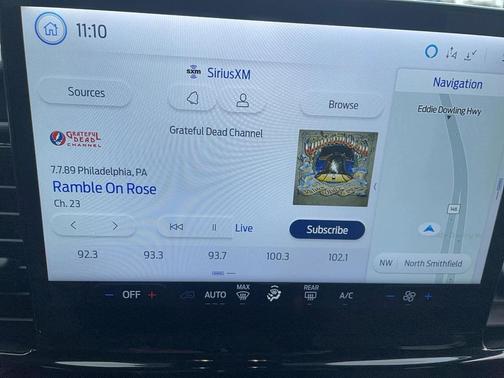 11:10
sxm SiriusXM
Navigation
Sources
Browse
Eddie Dowling Hwy
GRATEFUL DEAD CHANNEL
Grateful Dead Channel
7.7.89 Philadelphia, PA
Ramble On Rose
Ch. 23
146
Live
Subscribe
92.3 93.3 93.7 100.3 102.1
NW North Smithfield
− OFF + AUTO MAX REAR A/C − +